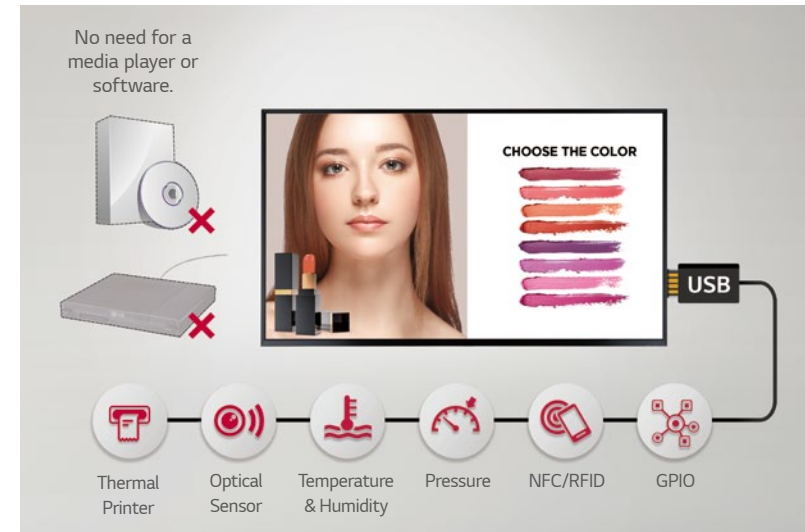 No need for a
media player or
software.
CHOOSE THE COLOR
USB
Thermal
Printer
Optical
Sensor
Temperature
& Humidity
Pressure
NFC/RFID
GPIO